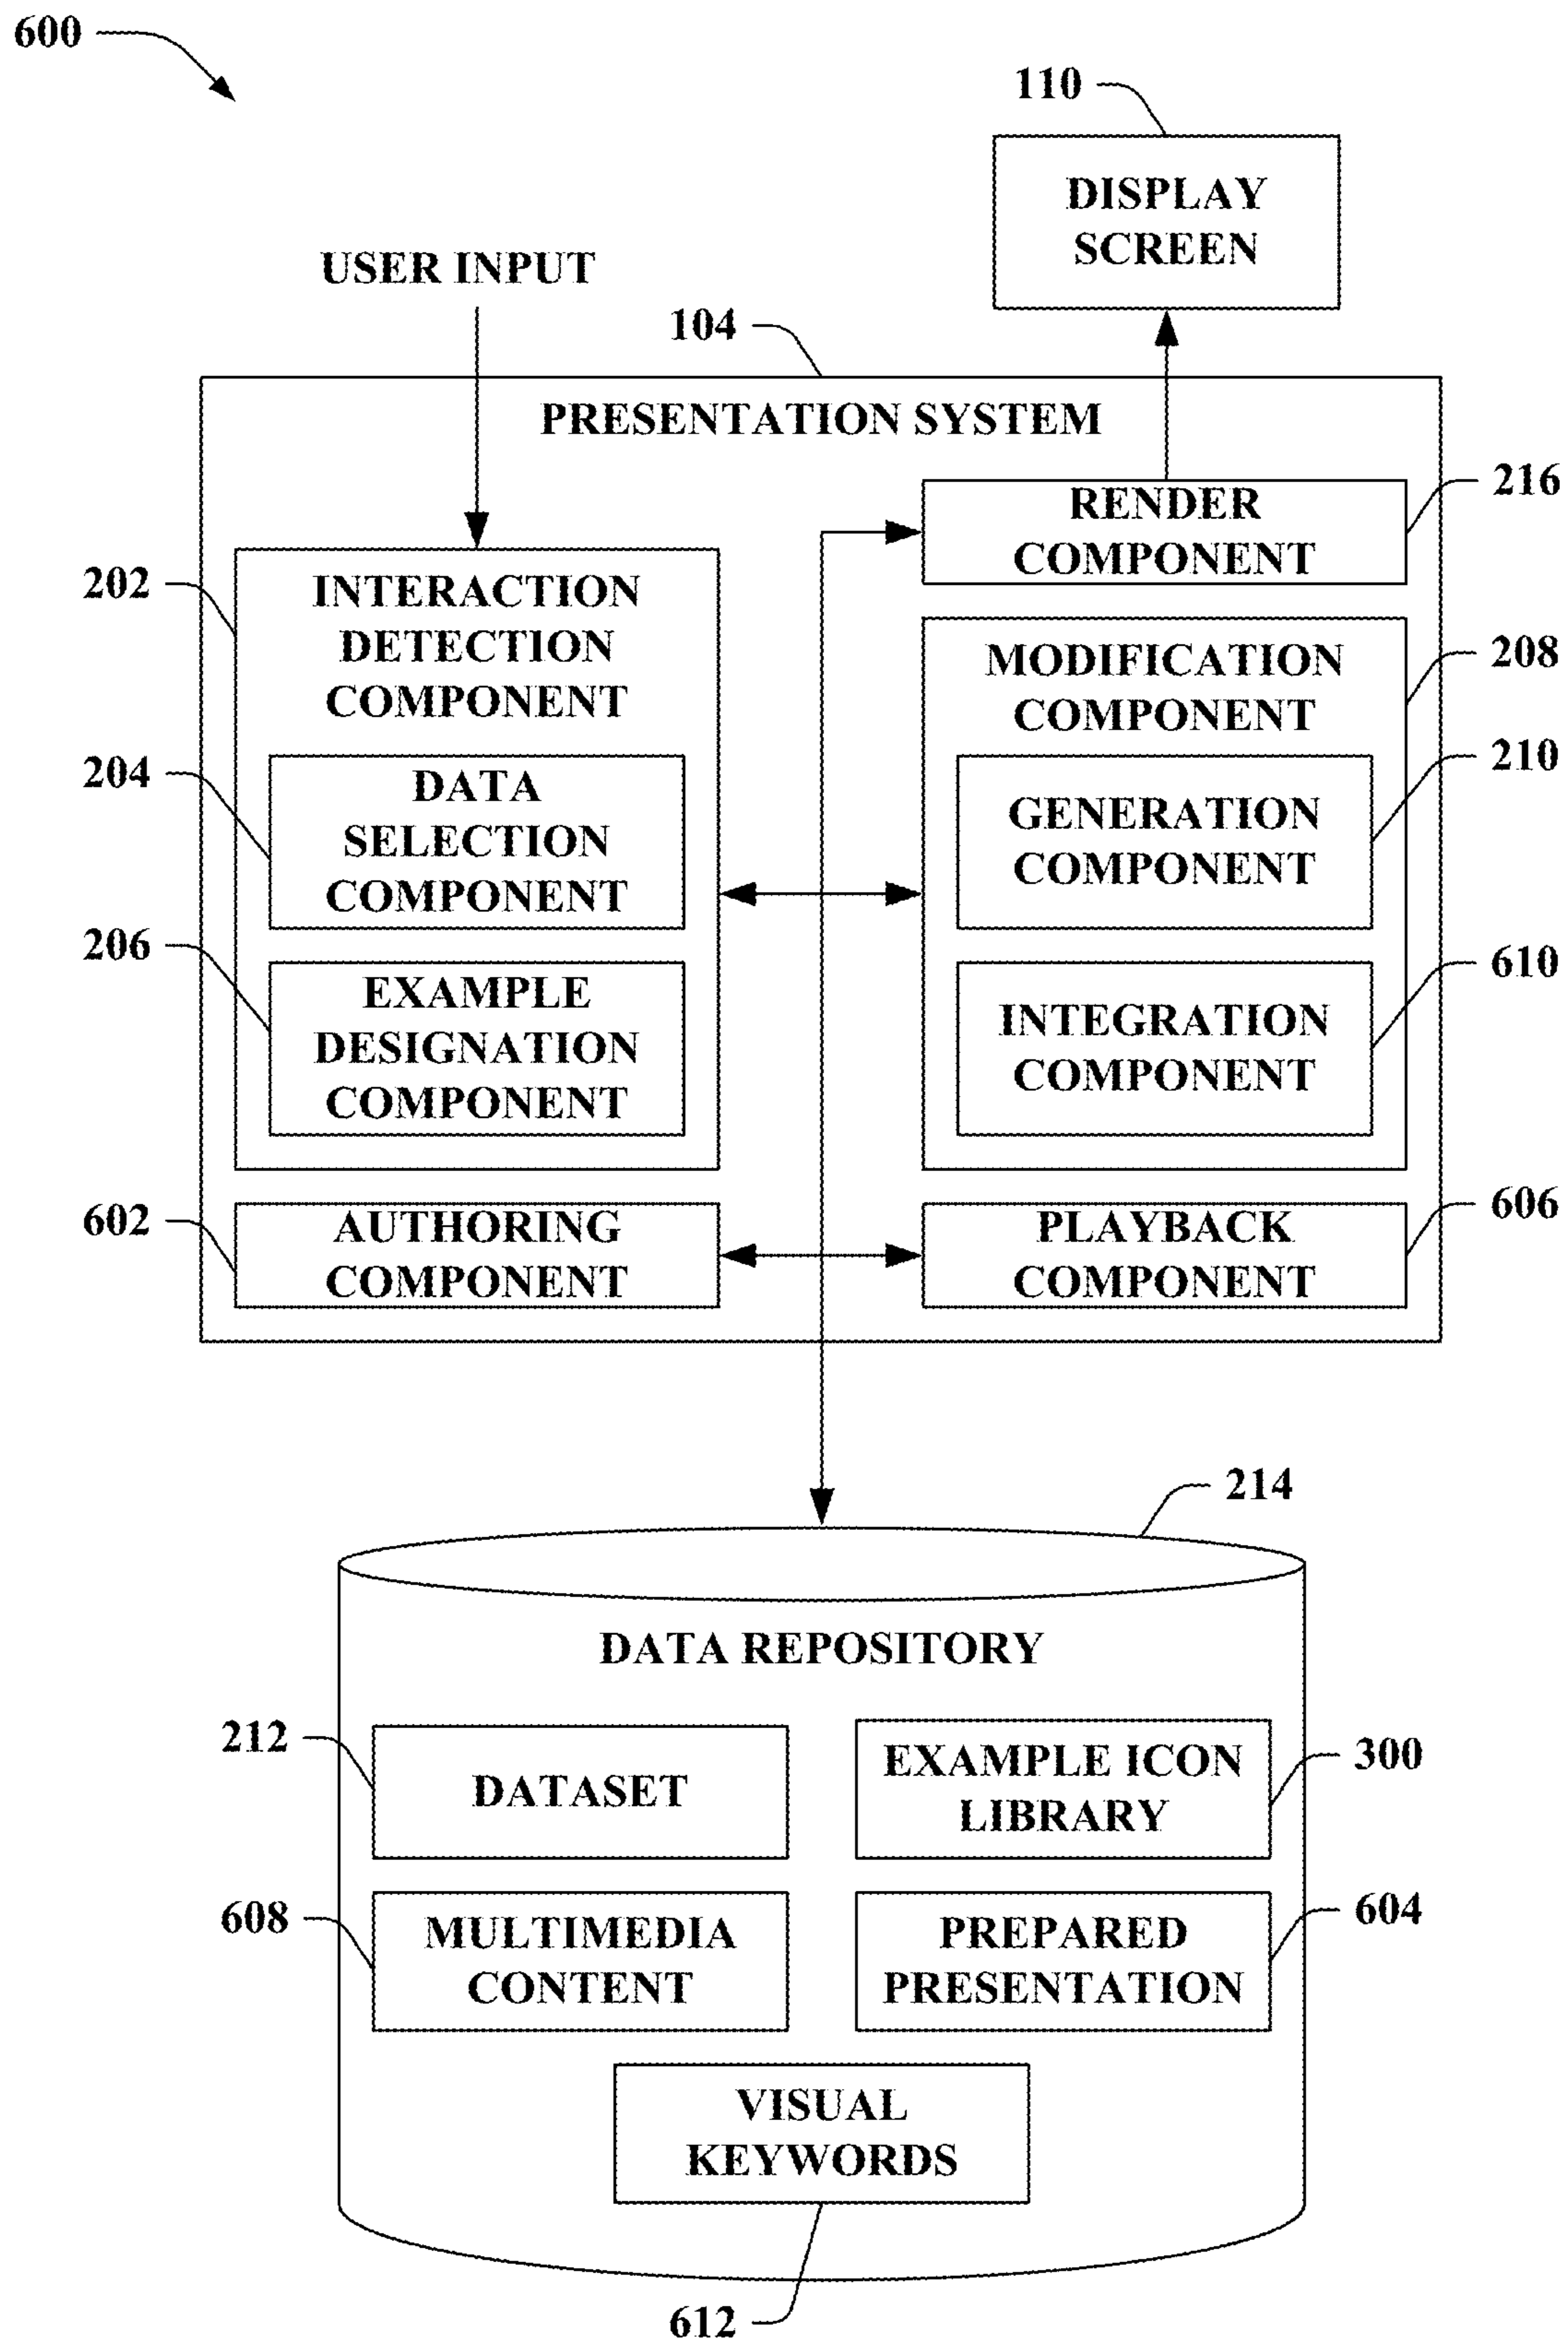 600
110
DISPLAY
SCREEN
USER INPUT
104
PRESENTATION SYSTEM
216
RENDER
COMPONENT
202
INTERACTION
DETECTION
COMPONENT
208
MODIFICATION
COMPONENT
204
DATA
SELECTION
COMPONENT
210
GENERATION
COMPONENT
206
EXAMPLE
DESIGNATION
COMPONENT
610
INTEGRATION
COMPONENT
602
AUTHORING
COMPONENT
606
PLAYBACK
COMPONENT
214
DATA REPOSITORY
212
DATASET
300
EXAMPLE ICON
LIBRARY
608
MULTIMEDIA
CONTENT
604
PREPARED
PRESENTATION
VISUAL
KEYWORDS
612